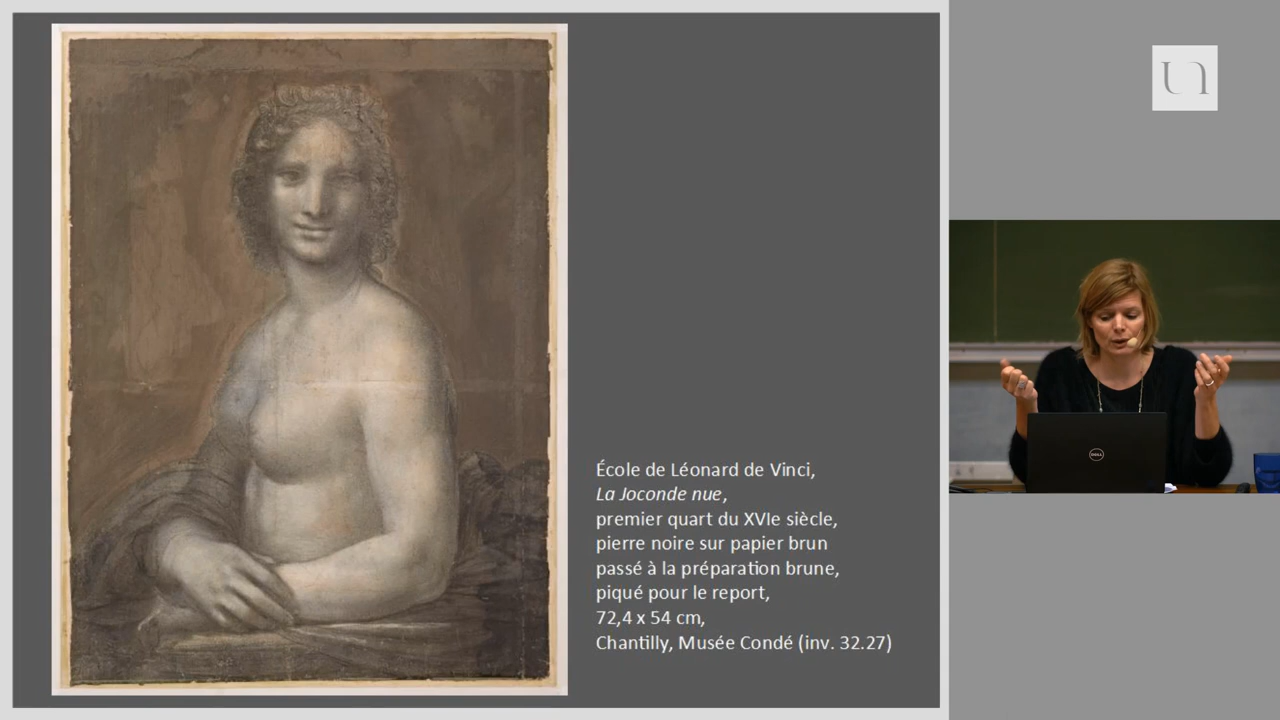 École de Léonard de Vinci,
La Joconde nue,
premier quart du XVIe siècle,
pierre noire sur papier brun
passé à la préparation brune,
piqué pour le report,
72,4 x 54 cm,
Chantilly, Musée Condé (inv. 32.27)
DELL